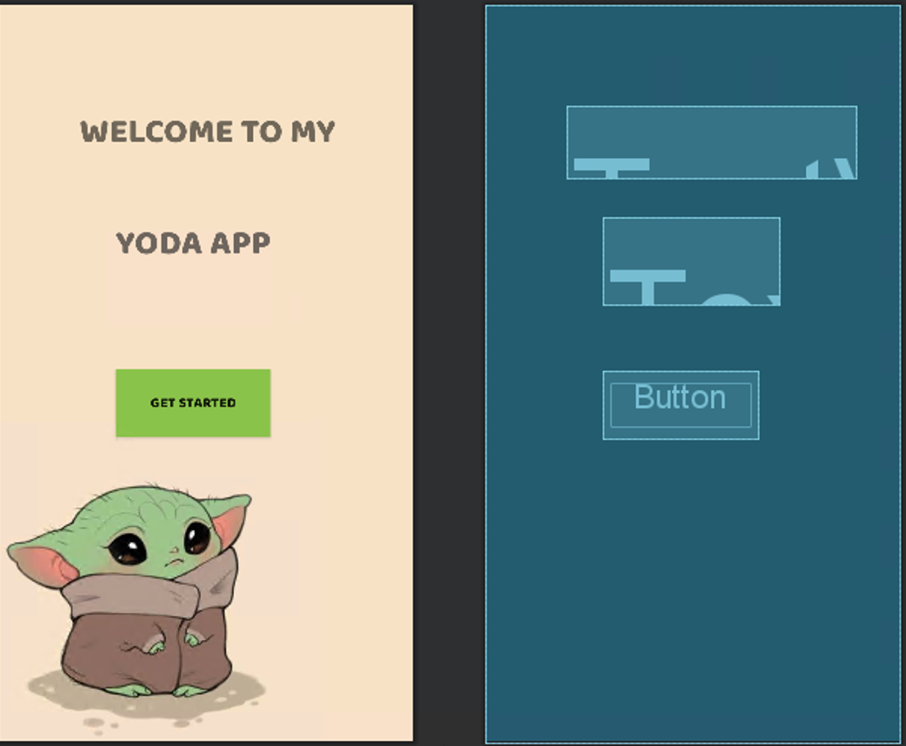 WELCOME TO MY
YODA APP
GET STARTED
Button